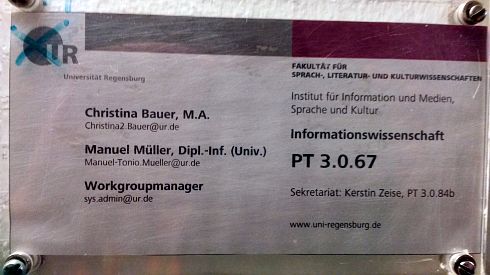 UR
Universität Regensburg
Christina Bauer, M.A.
Christina2.Bauer@ur.de
Manuel Müller, Dipl.-Inf. (Univ.)
Manuel-Tonio.Mueller@ur.de
Workgroupmanager
sys.admin@ur.de
FAKULTÄT FÜR
SPRACH-, LITERATUR- UND KULTURWISSENSCHAFTEN
Institut für Information und Medien,
Sprache und Kultur
Informationswissenschaft
PT 3.0.67
Sekretariat: Kerstin Zeise, PT 3.0.84b
www.uni-regensburg.de